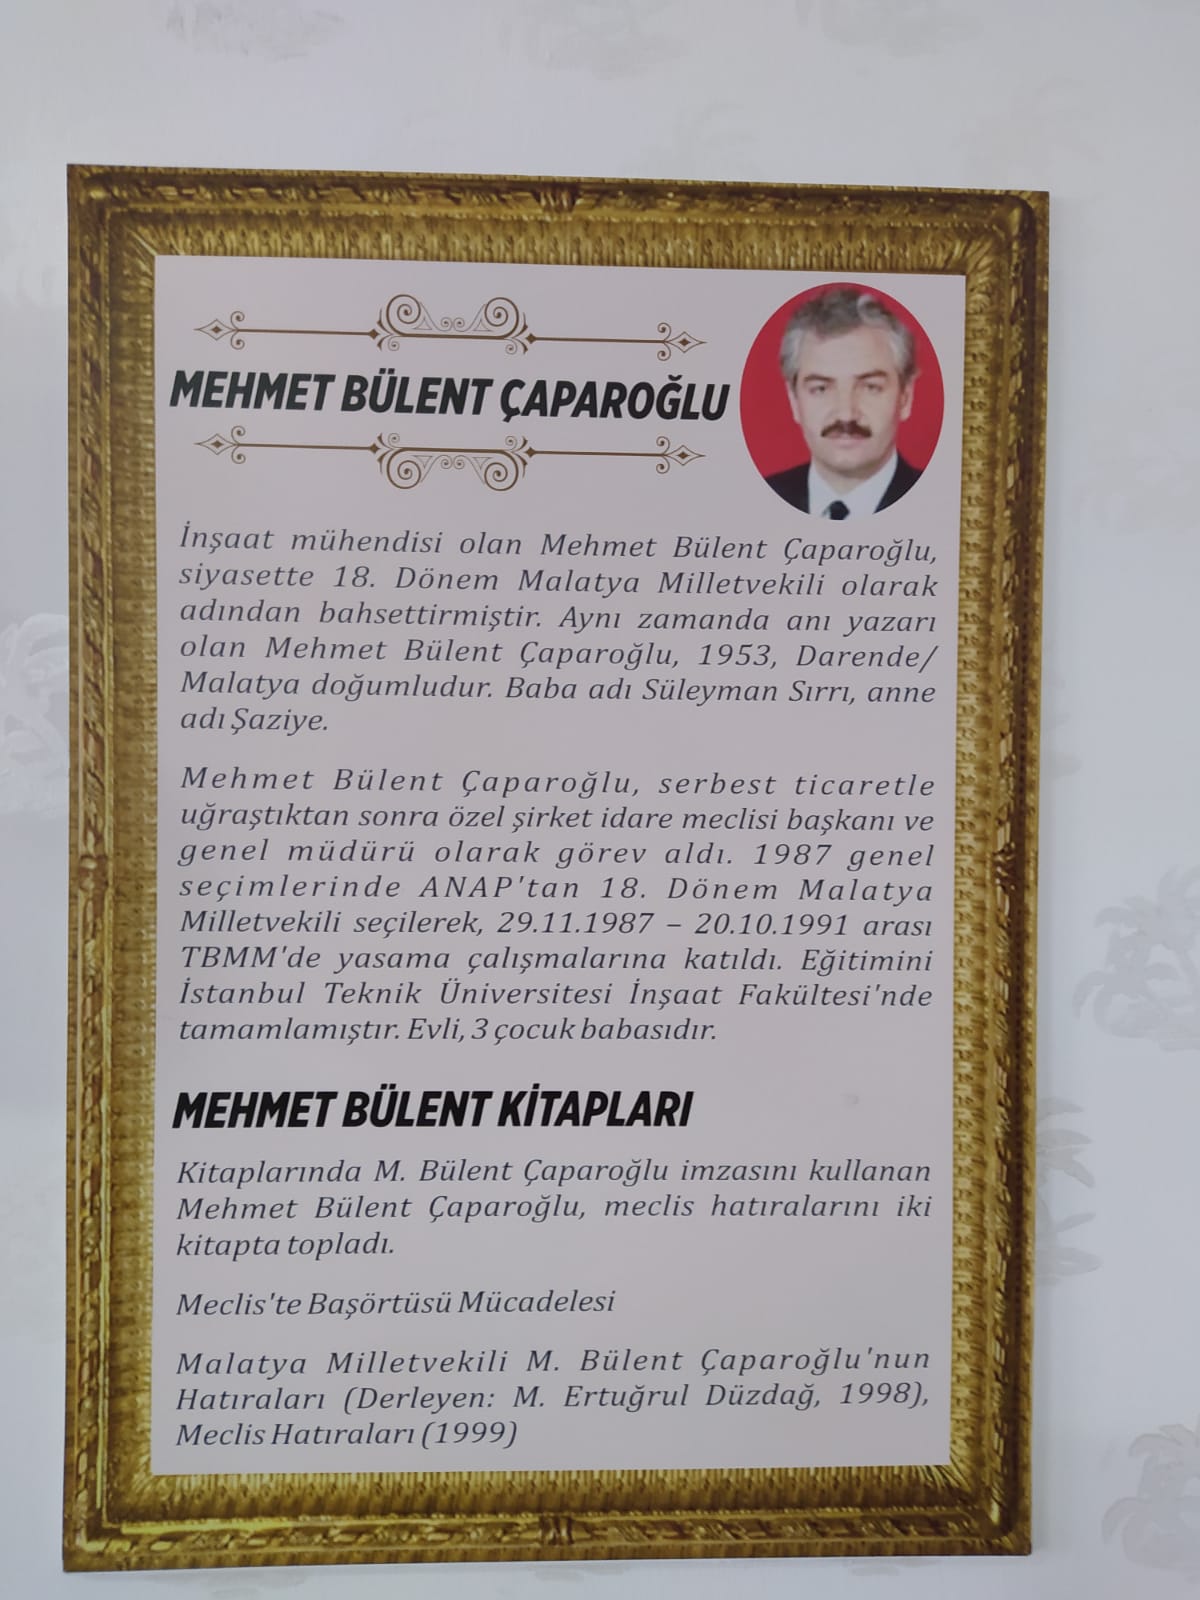 MEHMET BÜLENT ÇAPAROĞLU
İnşaat mühendisi olan Mehmet Bülent Çaparoğlu,
siyasette 18. Dönem Malatya Milletvekili olarak
adından bahsettirmiştir. Aynı zamanda anı yazarı
olan Mehmet Bülent Çaparoğlu, 1953, Darende/
Malatya doğumludur. Baba adı Süleyman Sırrı, anne
adı Şaziye.
Mehmet Bülent Çaparoğlu, serbest ticaretle
uğraştıktan sonra özel şirket idare meclisi başkanı ve
genel müdürü olarak görev aldı. 1987 genel
seçimlerinde ANAP'tan 18. Dönem Malatya
Milletvekili seçilerek, 29.11.1987 – 20.10.1991 arası
TBMM'de yasama çalışmalarına katıldı. Eğitimini
İstanbul Teknik Üniversitesi İnşaat Fakültesi'nde
tamamlamıştır. Evli, 3 çocuk babasıdır.
MEHMET BÜLENT KİTAPLARI
Kitaplarında M. Bülent Çaparoğlu imzasını kullanan
Mehmet Bülent Çaparoğlu, meclis hatıralarını iki
kitapta topladı.
Meclis'te Başörtüsü Mücadelesi
Malatya Milletvekili M. Bülent Çaparoğlu'nun
Hatıraları (Derleyen: M. Ertuğrul Düzdağ, 1998),
Meclis Hatıraları (1999)